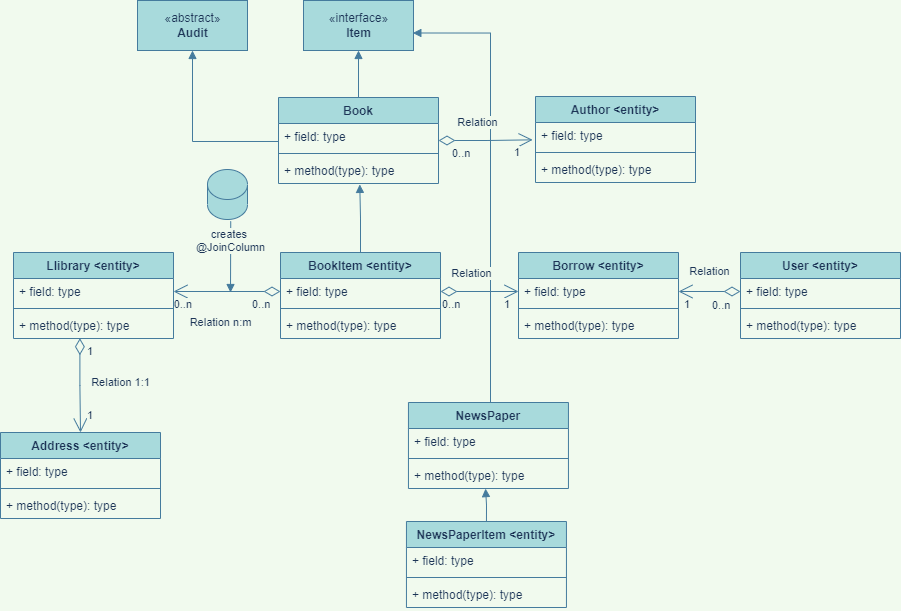 «abstract»
Audit
«interface»
Item
Book
+ field: type
+ method(type): type
Relation
0..n
1
Author <entity>
+ field: type
+ method(type): type
creates
@JoinColumn
Llibrary <entity>
+ field: type
+ method(type): type
0..n
0..n
Relation n:m
BookItem <entity>
+ field: type
+ method(type): type
Relation
0..n
1
Borrow <entity>
+ field: type
+ method(type): type
Relation
1
0..n
User <entity>
+ field: type
+ method(type): type
1
Relation 1:1
1
Address <entity>
+ field: type
+ method(type): type
NewsPaper
+ field: type
+ method(type): type
NewsPaperItem <entity>
+ field: type
+ method(type): type